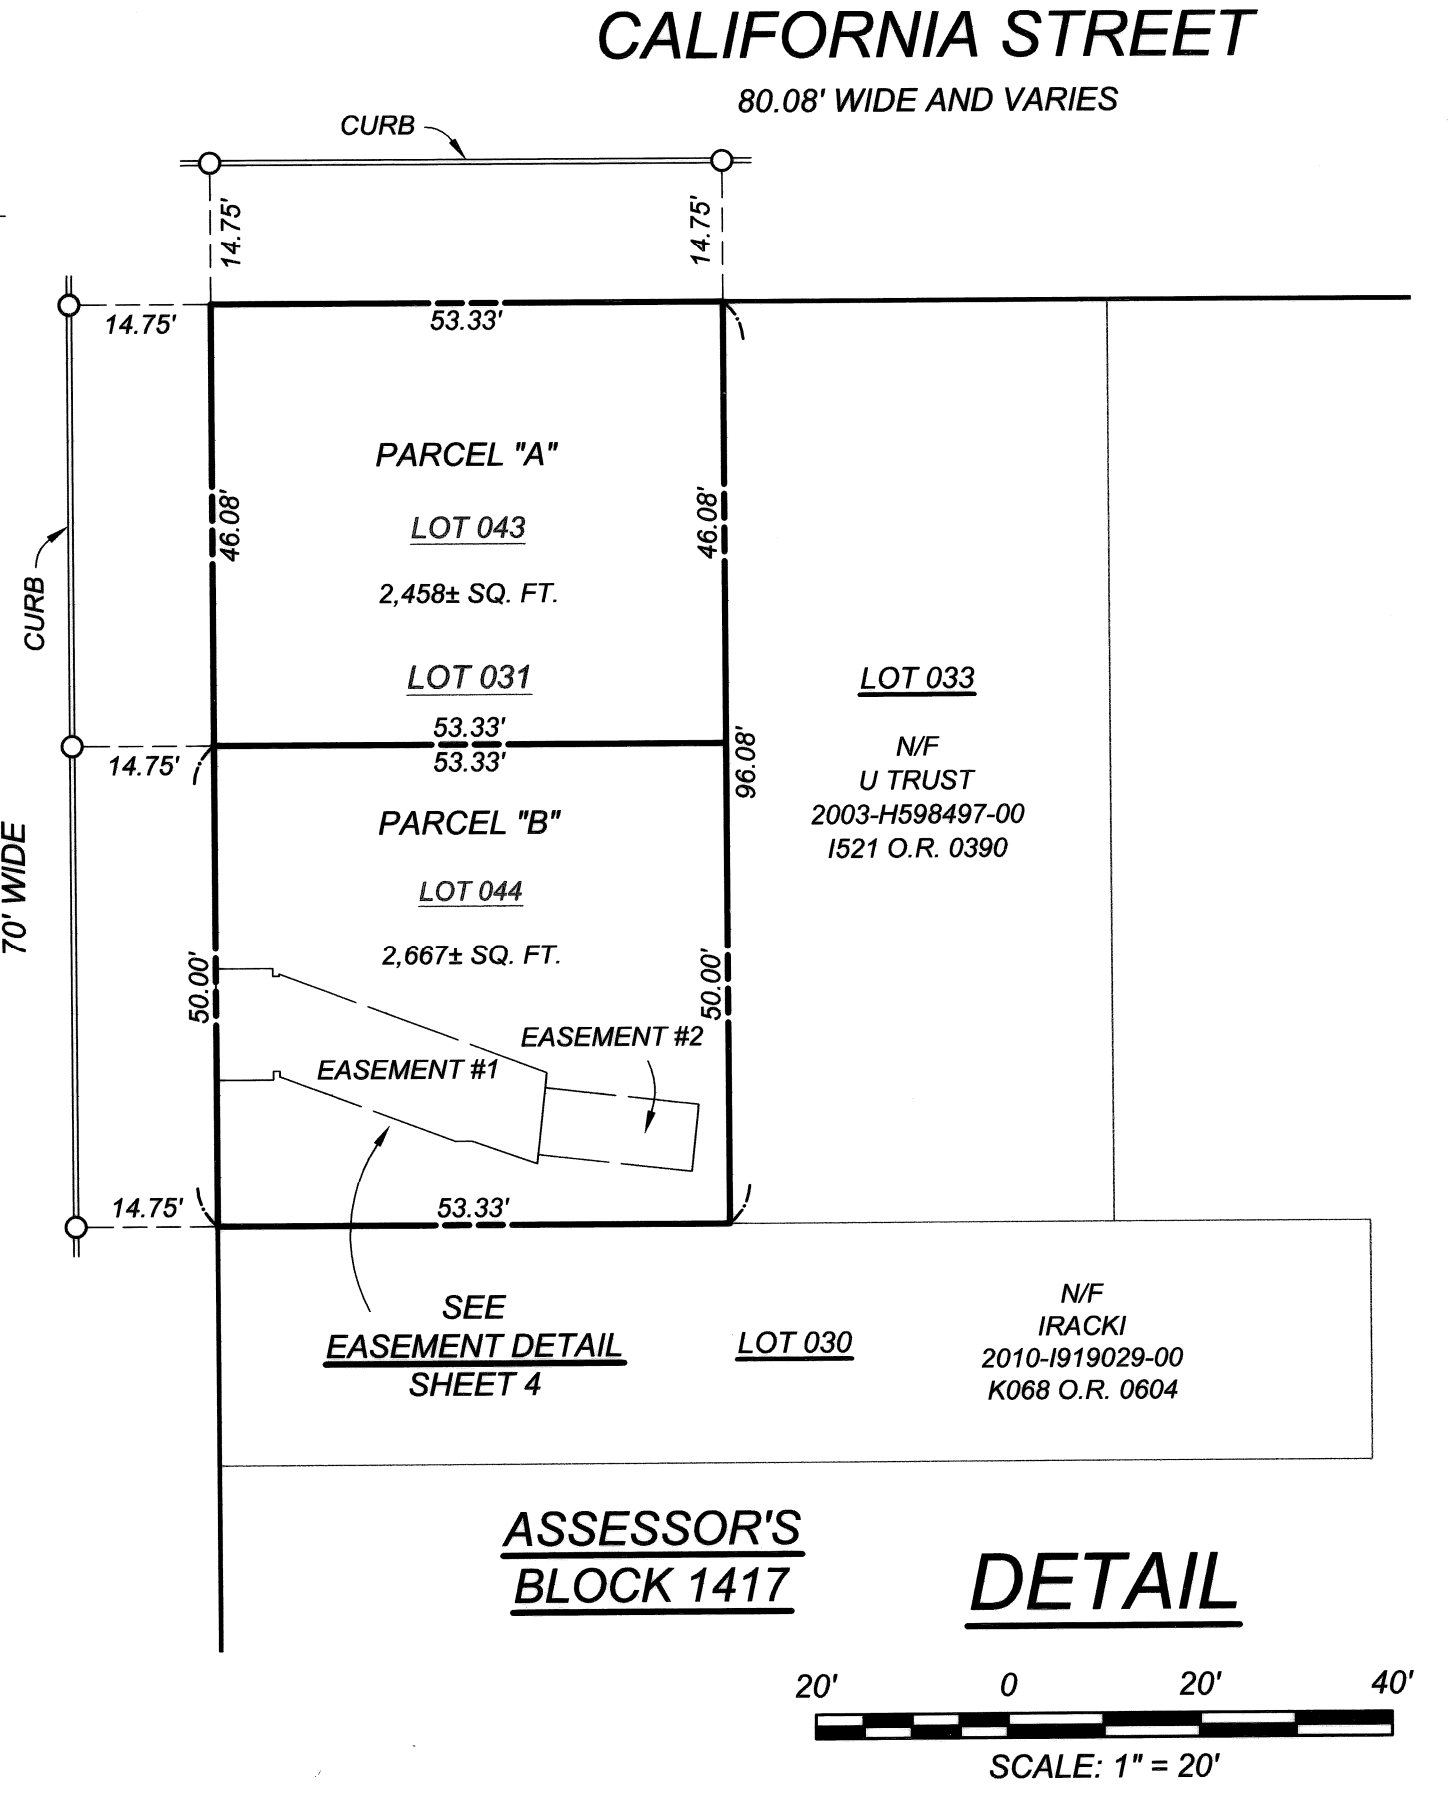 CALIFORNIA STREET
80.08' WIDE AND VARIES
CURB
14.75'
14.75'
14.75'
53.33'
PARCEL "A"
LOT 043
46.08'
46.08'
CURB
2,458± SQ. FT.
LOT 031
LOT 033
53.33'
53.33'
14.75'
96.08'
N/F
U TRUST
2003-H598497-00
I521 O.R. 0390
PARCEL "B"
70' WIDE
LOT 044
2,667± SQ. FT.
50.00'
50.00'
EASEMENT #2
EASEMENT #1
14.75'
53.33'
SEE
EASEMENT DETAIL
SHEET 4
LOT 030
N/F
IRACKI
2010-I919029-00
K068 O.R. 0604
ASSESSOR'S
BLOCK 1417
DETAIL
20' 0 20' 40'
SCALE: 1" = 20'